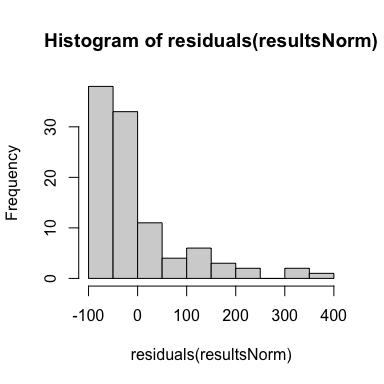 Histogram of residuals(resultsNorm)
Frequency
30
20
10
0
-100 0 100 200 300 400
residuals(resultsNorm)